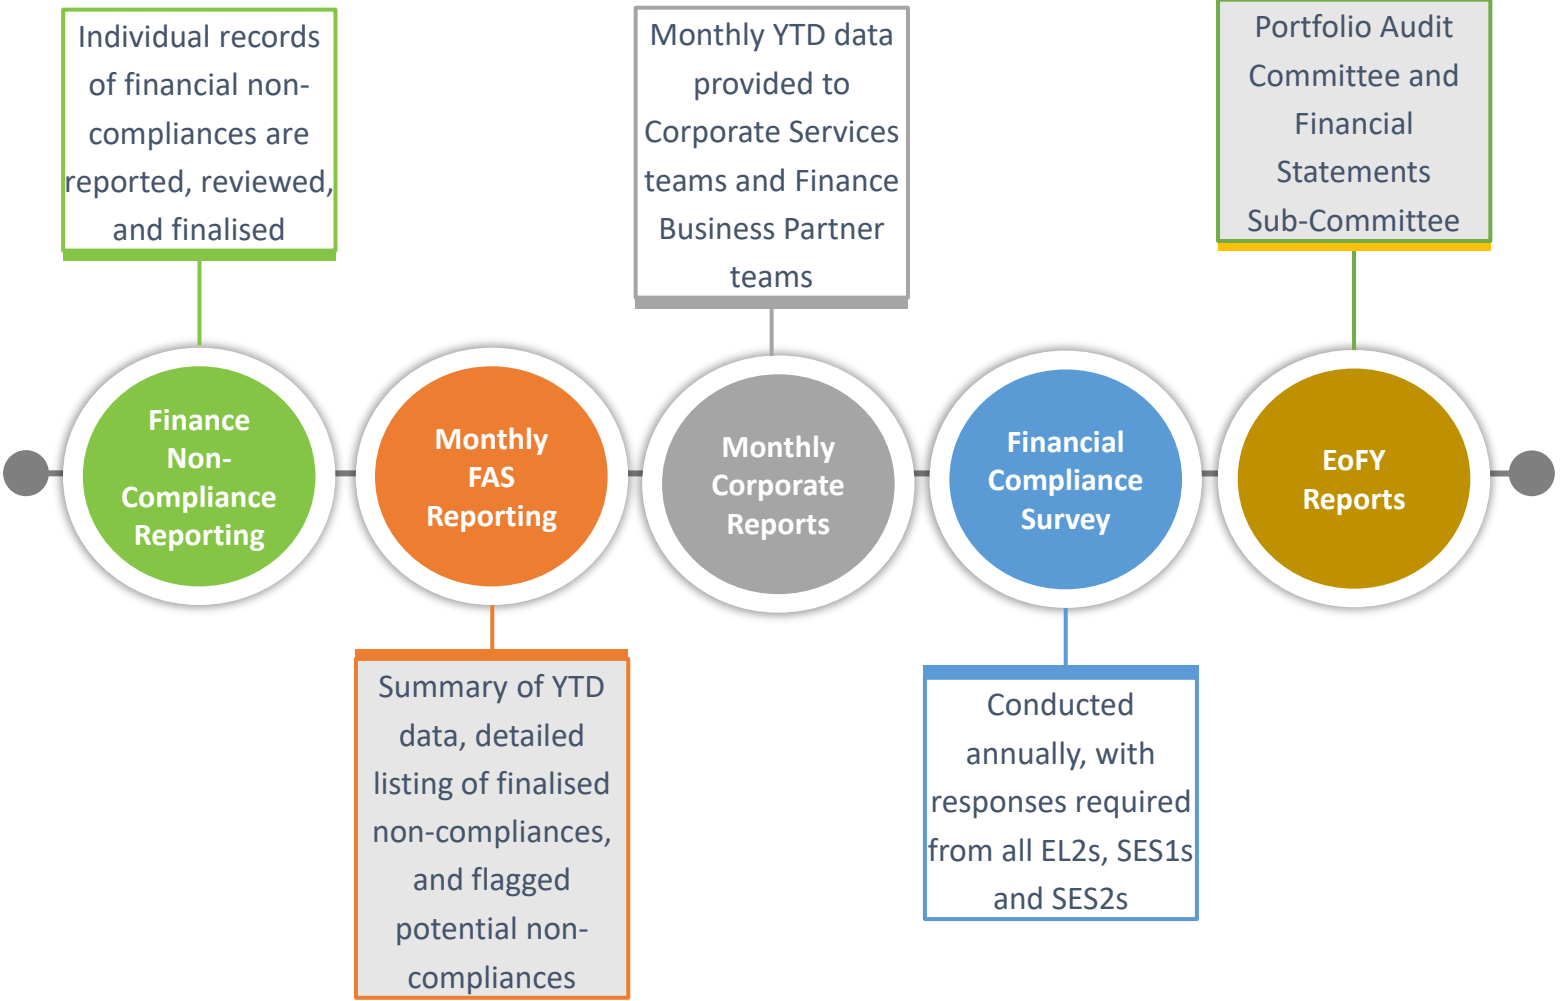 Individual records
of financial non-
compliances are
reported, reviewed,
and finalised
Monthly YTD data
provided to
Corporate Services
teams and Finance
Business Partner
teams
Portfolio Audit
Committee and
Financial
Statements
Sub-Committee
Finance
Non-
Compliance
Reporting
Monthly
FAS
Reporting
Monthly
Corporate
Reports
Financial
Compliance
Survey
EoFY
Reports
Summary of YTD
data, detailed
listing of finalised
non-compliances,
and flagged
potential non-
compliances
Conducted
annually, with
responses required
from all EL2s, SES1s
and SES2s